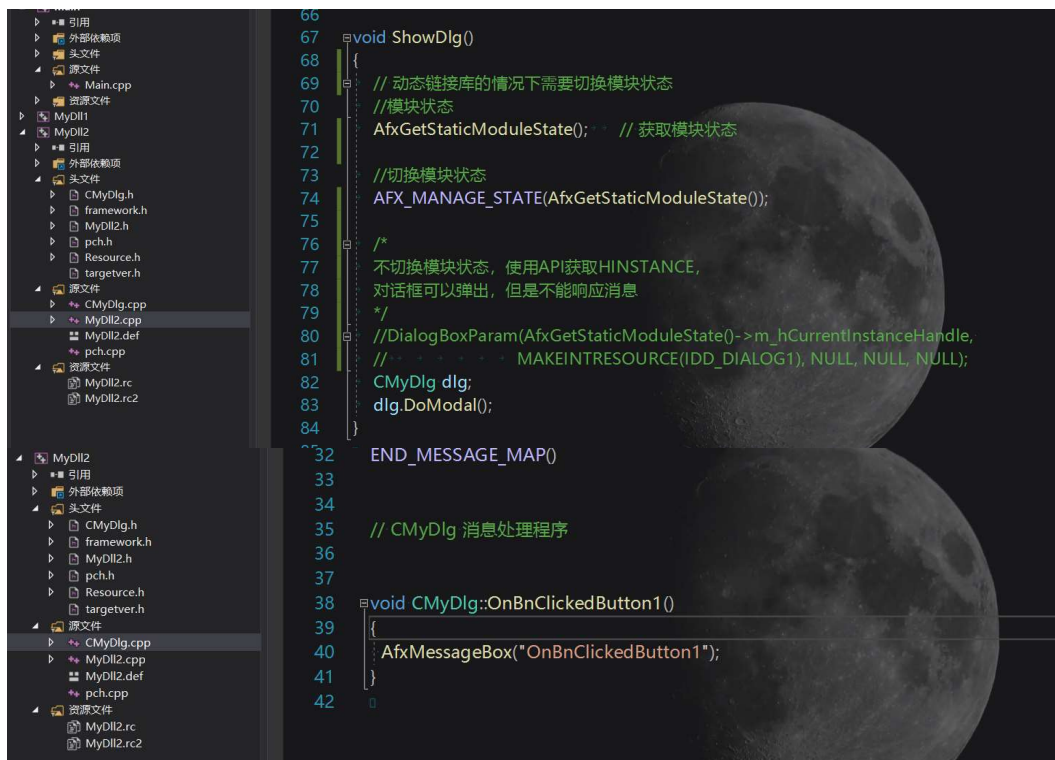 Main
引用
外部依赖项
头文件
源文件
Main.cpp
资源文件
MyDll1
MyDll2
引用
外部依赖项
头文件
CMyDlg.h
framework.h
MyDll2.h
pch.h
Resource.h
targetver.h
源文件
CMyDlg.cpp
MyDll2.cpp
MyDll2.def
pch.cpp
资源文件
MyDll2.rc
MyDll2.rc2
66
67 void ShowDlg()
68 {
69 // 动态链接库的情况下需要切换模块状态
70 //模块状态
71 AfxGetStaticModuleState(); // 获取模块状态
72
73 //切换模块状态
74 AFX_MANAGE_STATE(AfxGetStaticModuleState());
75
76 /*
77 不切换模块状态，使用API获取HINSTANCE，
78 对话框可以弹出，但是不能响应消息
79 */
80 //DialogBoxParam(AfxGetStaticModuleState()->m_hCurrentInstanceHandle,
81 // MAKEINTRESOURCE(IDD_DIALOG1), NULL, NULL, NULL);
82 CMyDlg dlg;
83 dlg.DoModal();
84 }
MyDll2
引用
外部依赖项
头文件
CMyDlg.h
framework.h
MyDll2.h
pch.h
Resource.h
targetver.h
源文件
CMyDlg.cpp
MyDll2.cpp
MyDll2.def
pch.cpp
资源文件
MyDll2.rc
MyDll2.rc2
32 END_MESSAGE_MAP()
33
34
35 // CMyDlg 消息处理程序
36
37
38 void CMyDlg::OnBnClickedButton1()
39 {
40 AfxMessageBox("OnBnClickedButton1");
41 }
42